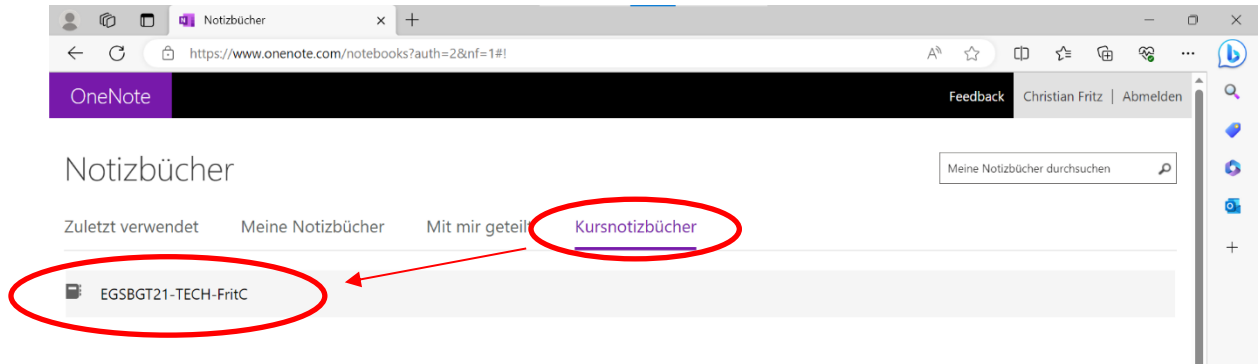 Notizbücher
https://www.onenote.com/notebooks?auth=2&nf=1#!
OneNote
Feedback Christian Fritz | Abmelden
Notizbücher
Meine Notizbücher durchsuchen
Zuletzt verwendet Meine Notizbücher Mit mir geteilt Kursnotizbücher
EGSBGT21-TECH-FritC